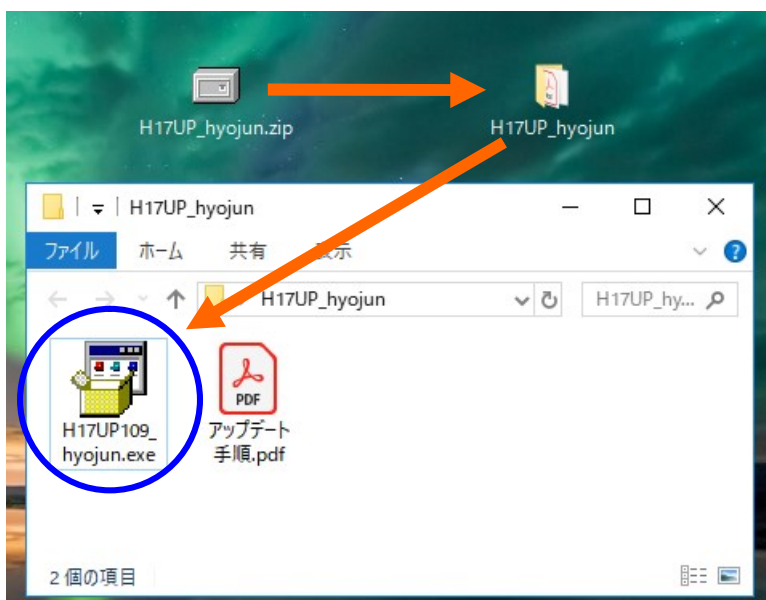 H17UP_hyojun.zip
H17UP_hyojun
H17UP_hyojun
ファイル ホーム 共有 表示
H17UP_hyojun H17UP_hy...
PDF
H17UP109_
hyojun.exe
アップデート
手順.pdf
2 個の項目